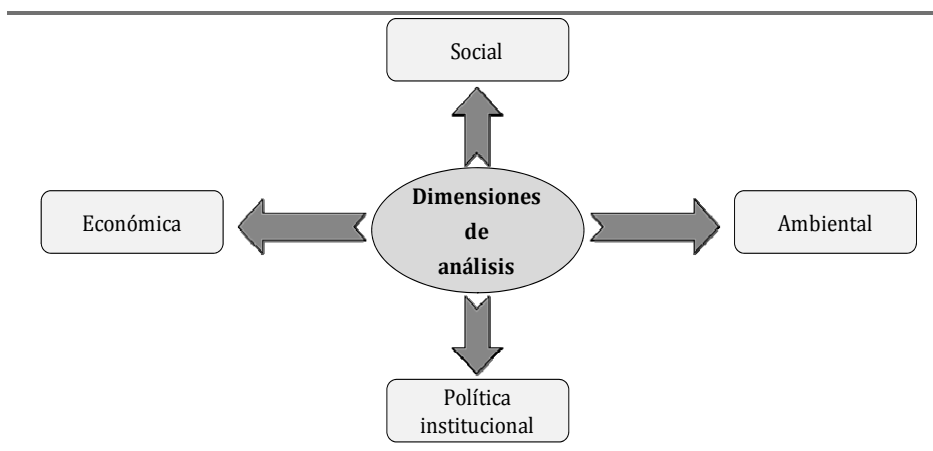 Social
Económica
Dimensiones
de
análisis
Ambiental
Política
institucional